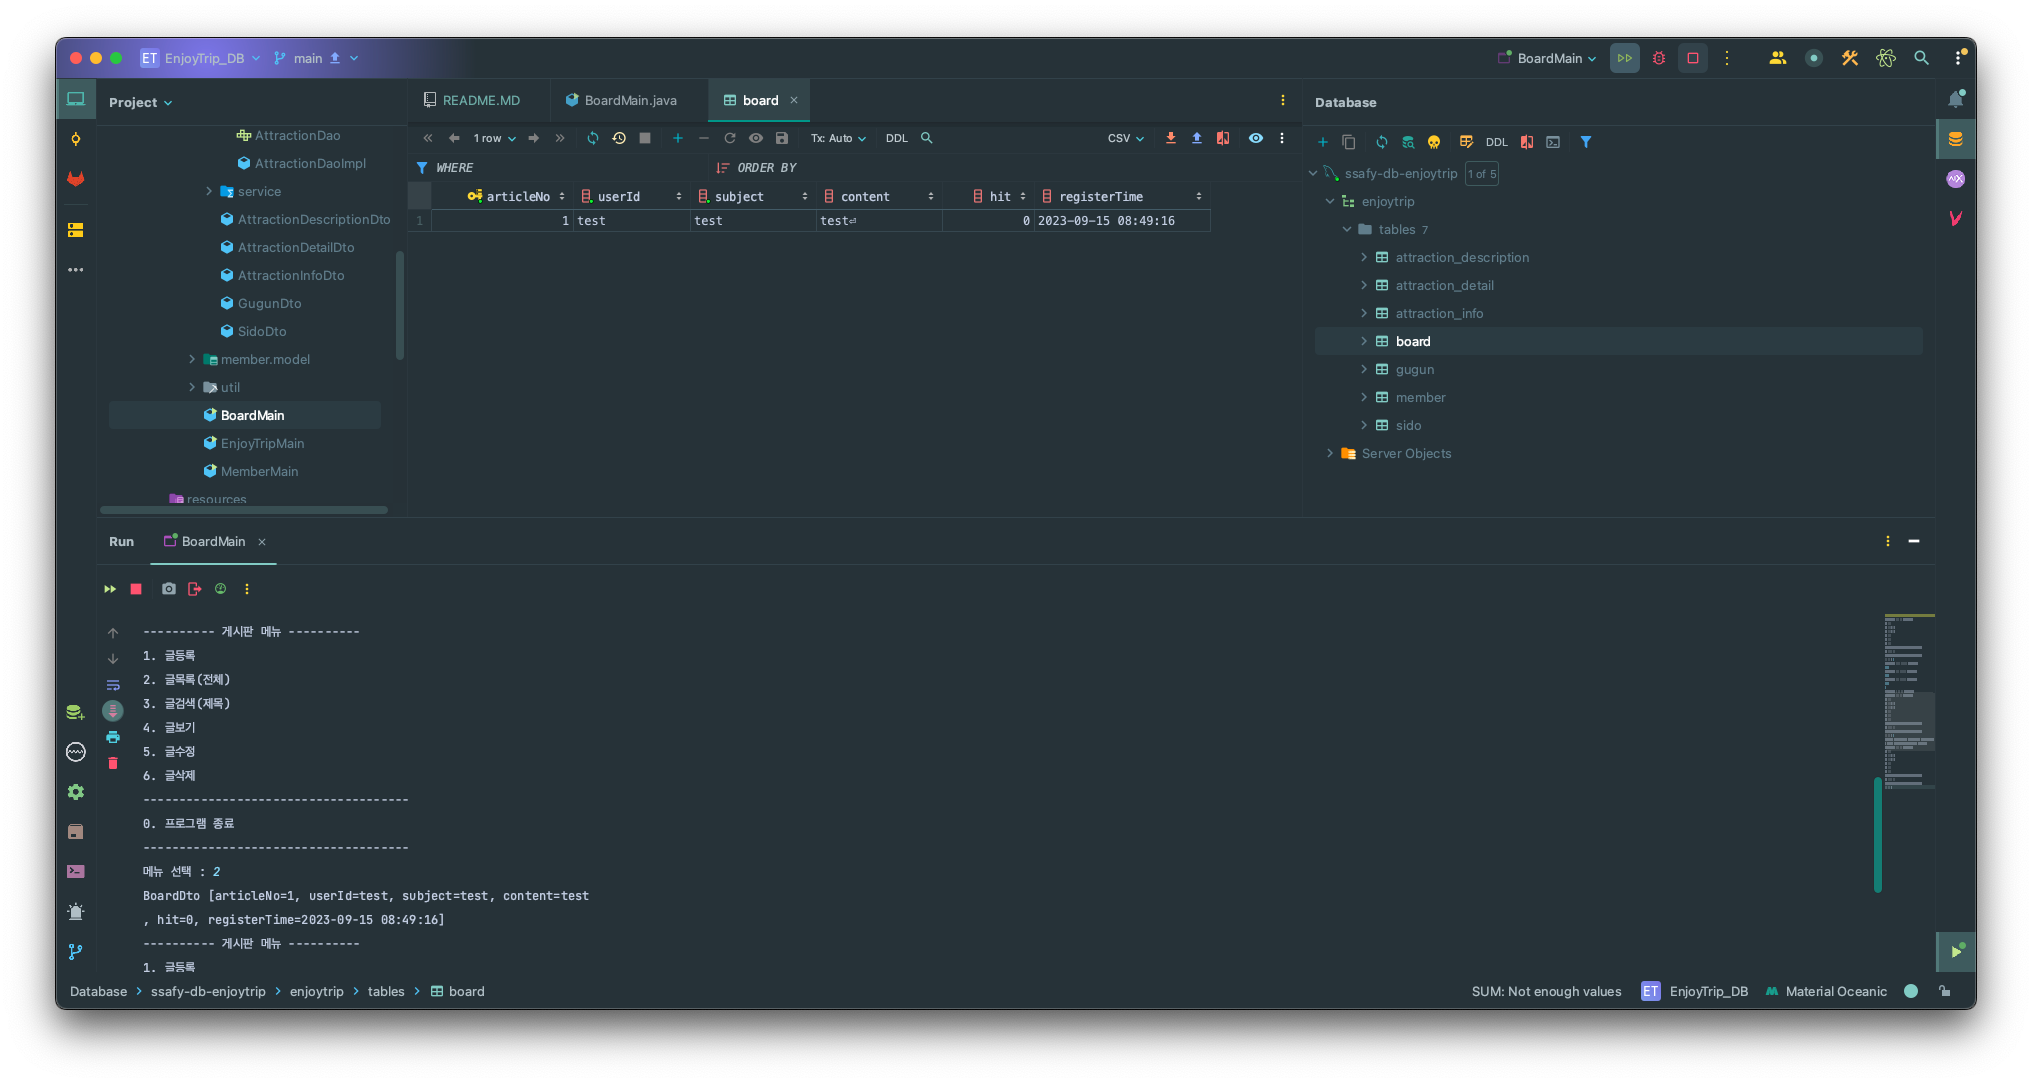 ET EnjoyTrip_DB main BoardMain
Project
AttractionDao
AttractionDaoImpl
service
AttractionDescriptionDto
AttractionDetailDto
AttractionInfoDto
GugunDto
SidoDto
member.model
util
BoardMain
EnjoyTripMain
MemberMain
resources
README.MD BoardMain.java board
1 row Tx: Auto DDL CSV
WHERE ORDER BY
articleNo userId subject content hit registerTime
1 1 test test test⏎ 0 2023-09-15 08:49:16
Database
DDL
ssafy-db-enjoytrip 1 of 5
enjoytrip
tables 7
attraction_description
attraction_detail
attraction_info
board
gugun
member
sido
Server Objects
Run BoardMain
---------- 게시판 메뉴 ----------
1. 글등록
2. 글목록(전체)
3. 글검색(제목)
4. 글보기
5. 글수정
6. 글삭제
-------------------------------------
0. 프로그램 종료
-------------------------------------
메뉴 선택 : 2
BoardDto [articleNo=1, userId=test, subject=test, content=test
, hit=0, registerTime=2023-09-15 08:49:16]
---------- 게시판 메뉴 ----------
1. 글등록
Database ssafy-db-enjoytrip enjoytrip tables board
SUM: Not enough values ET EnjoyTrip_DB Material Oceanic